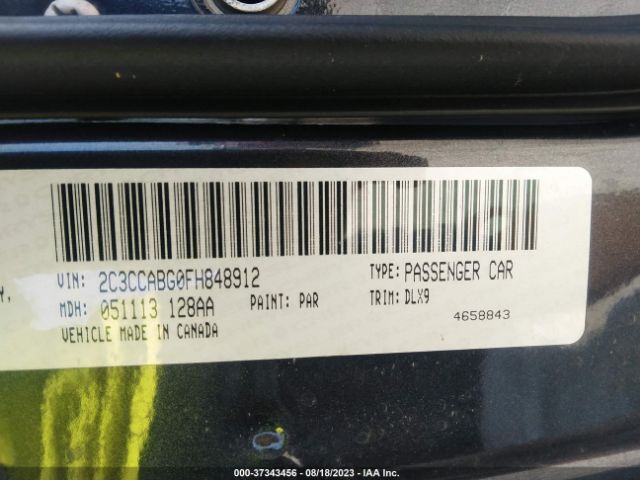 VIN: 2C3CCABG0FH848912 TYPE: PASSENGER CAR
Y, MDH: 051113 128AA PAINT: PAR TRIM: DLX9
VEHICLE MADE IN CANADA 4658843
000-37343456 - 08/18/2023 - IAA Inc.